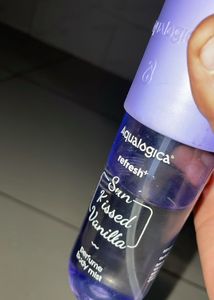 Aqualogica®
refresh+
Sun
Kissed
Vanilla
perfume
body mist